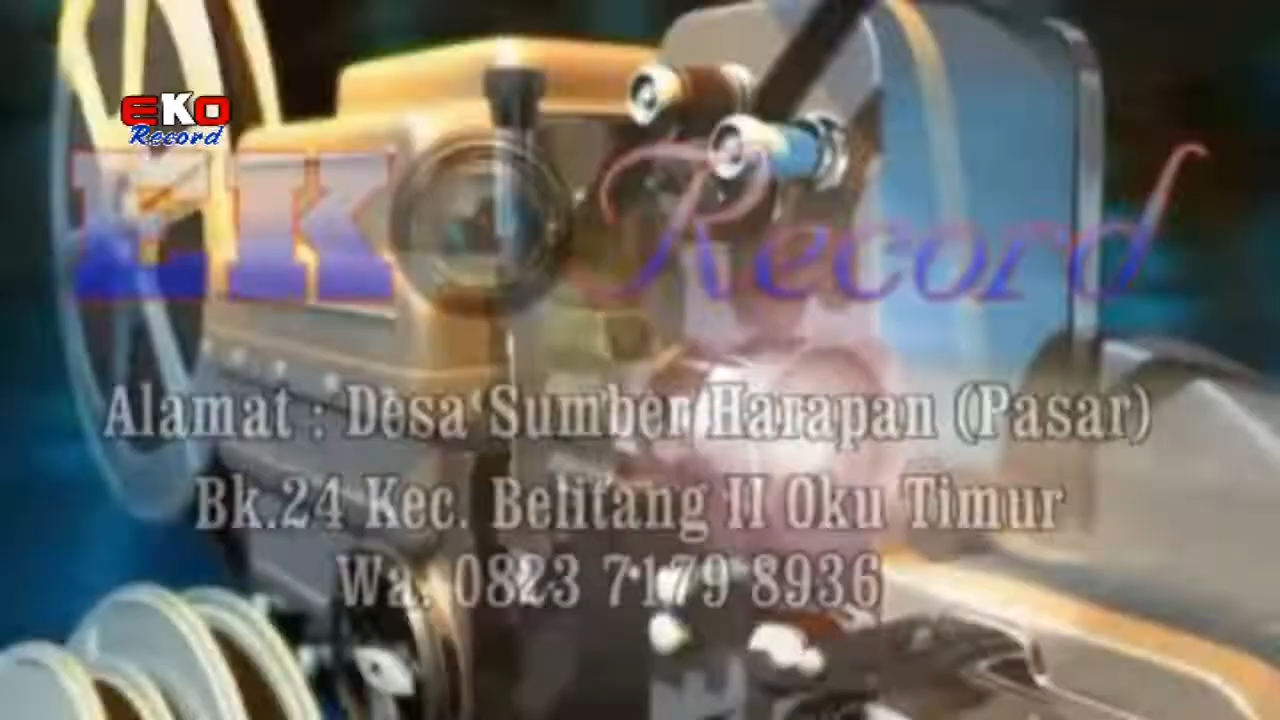 EKO
Record
EK Record
Alamat : Desa Sumber Harapan (Pasar)
Bk.24 Kec. Belitang II Oku Timur
Wa. 0823 7179 8936